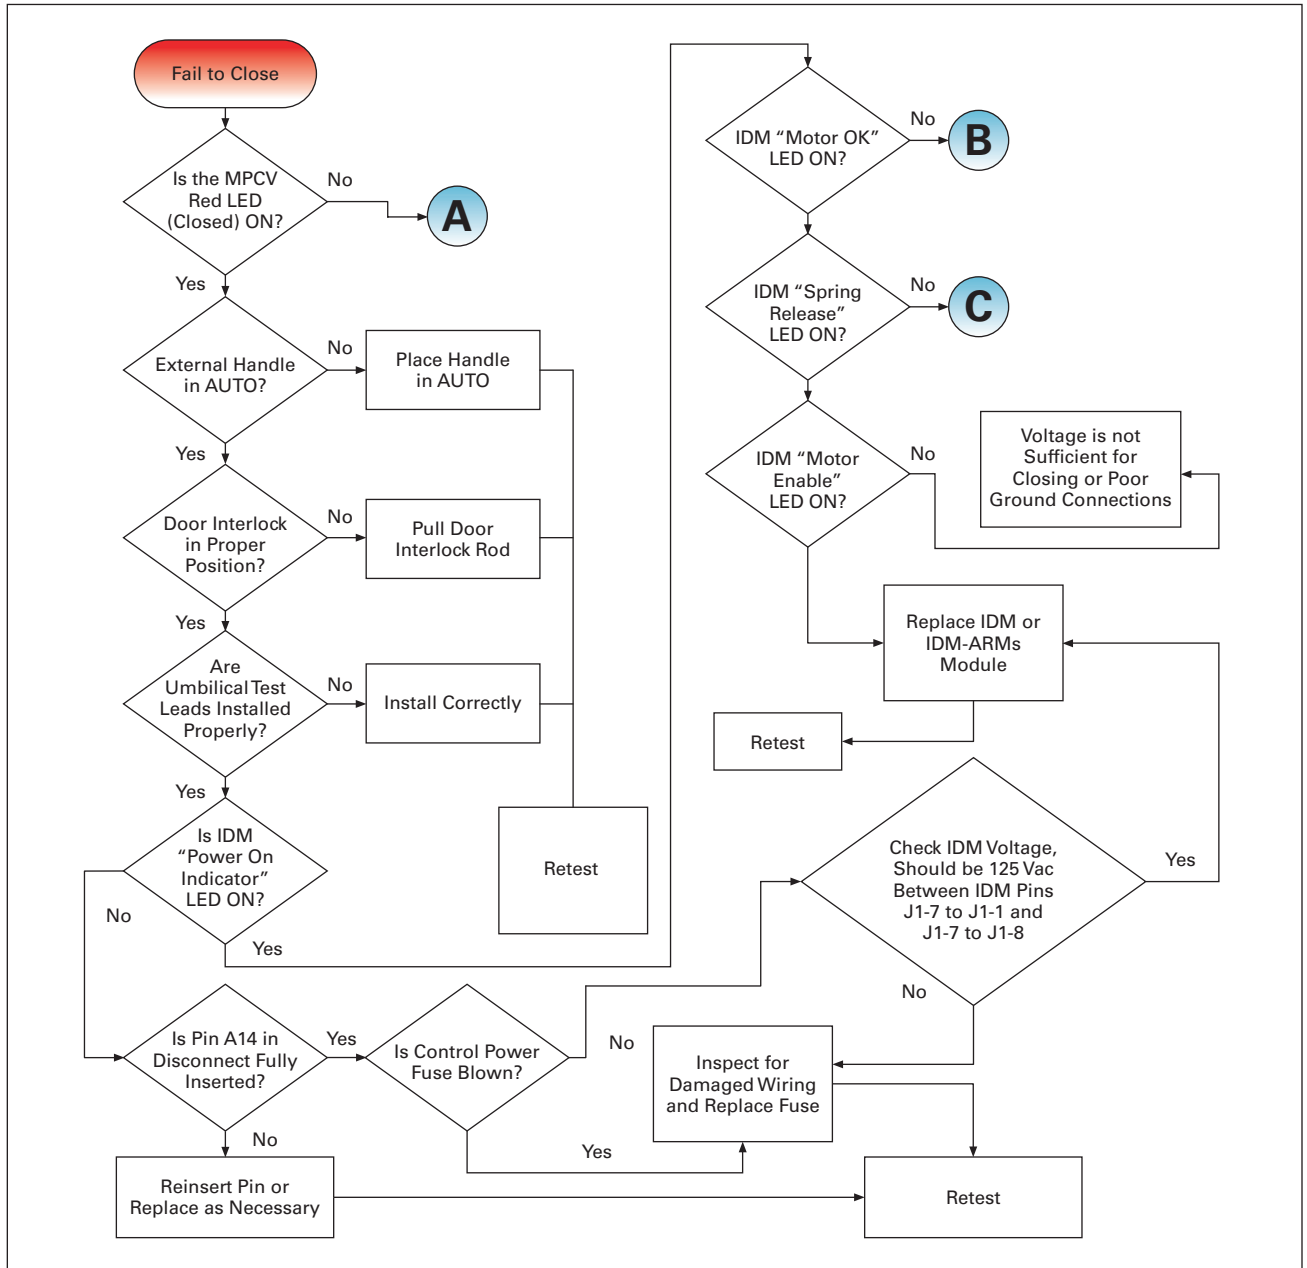 Fail to Close
Is the MPCV
Red LED
(Closed) ON?
No
A
Yes
External Handle
in AUTO?
No
Place Handle
in AUTO
Yes
Door Interlock
in Proper
Position?
No
Pull Door
Interlock Rod
Yes
Are
Umbilical Test
Leads Installed
Properly?
No
Install Correctly
Yes
Is IDM
“Power On
Indicator”
LED ON?
Retest
No
Yes
Is Pin A14 in
Disconnect Fully
Inserted?
Yes
Is Control Power
Fuse Blown?
No
No
Yes
Reinsert Pin or
Replace as Necessary
IDM “Motor OK”
LED ON?
No
B
IDM “Spring
Release”
LED ON?
No
C
IDM “Motor
Enable”
LED ON?
No
Voltage is not
Sufficient for
Closing or Poor
Ground Connections
Replace IDM or
IDM-ARMs
Module
Retest
Check IDM Voltage,
Should be 125 Vac
Between IDM Pins
J1-7 to J1-1 and
J1-7 to J1-8
Yes
No
Inspect for
Damaged Wiring
and Replace Fuse
Retest